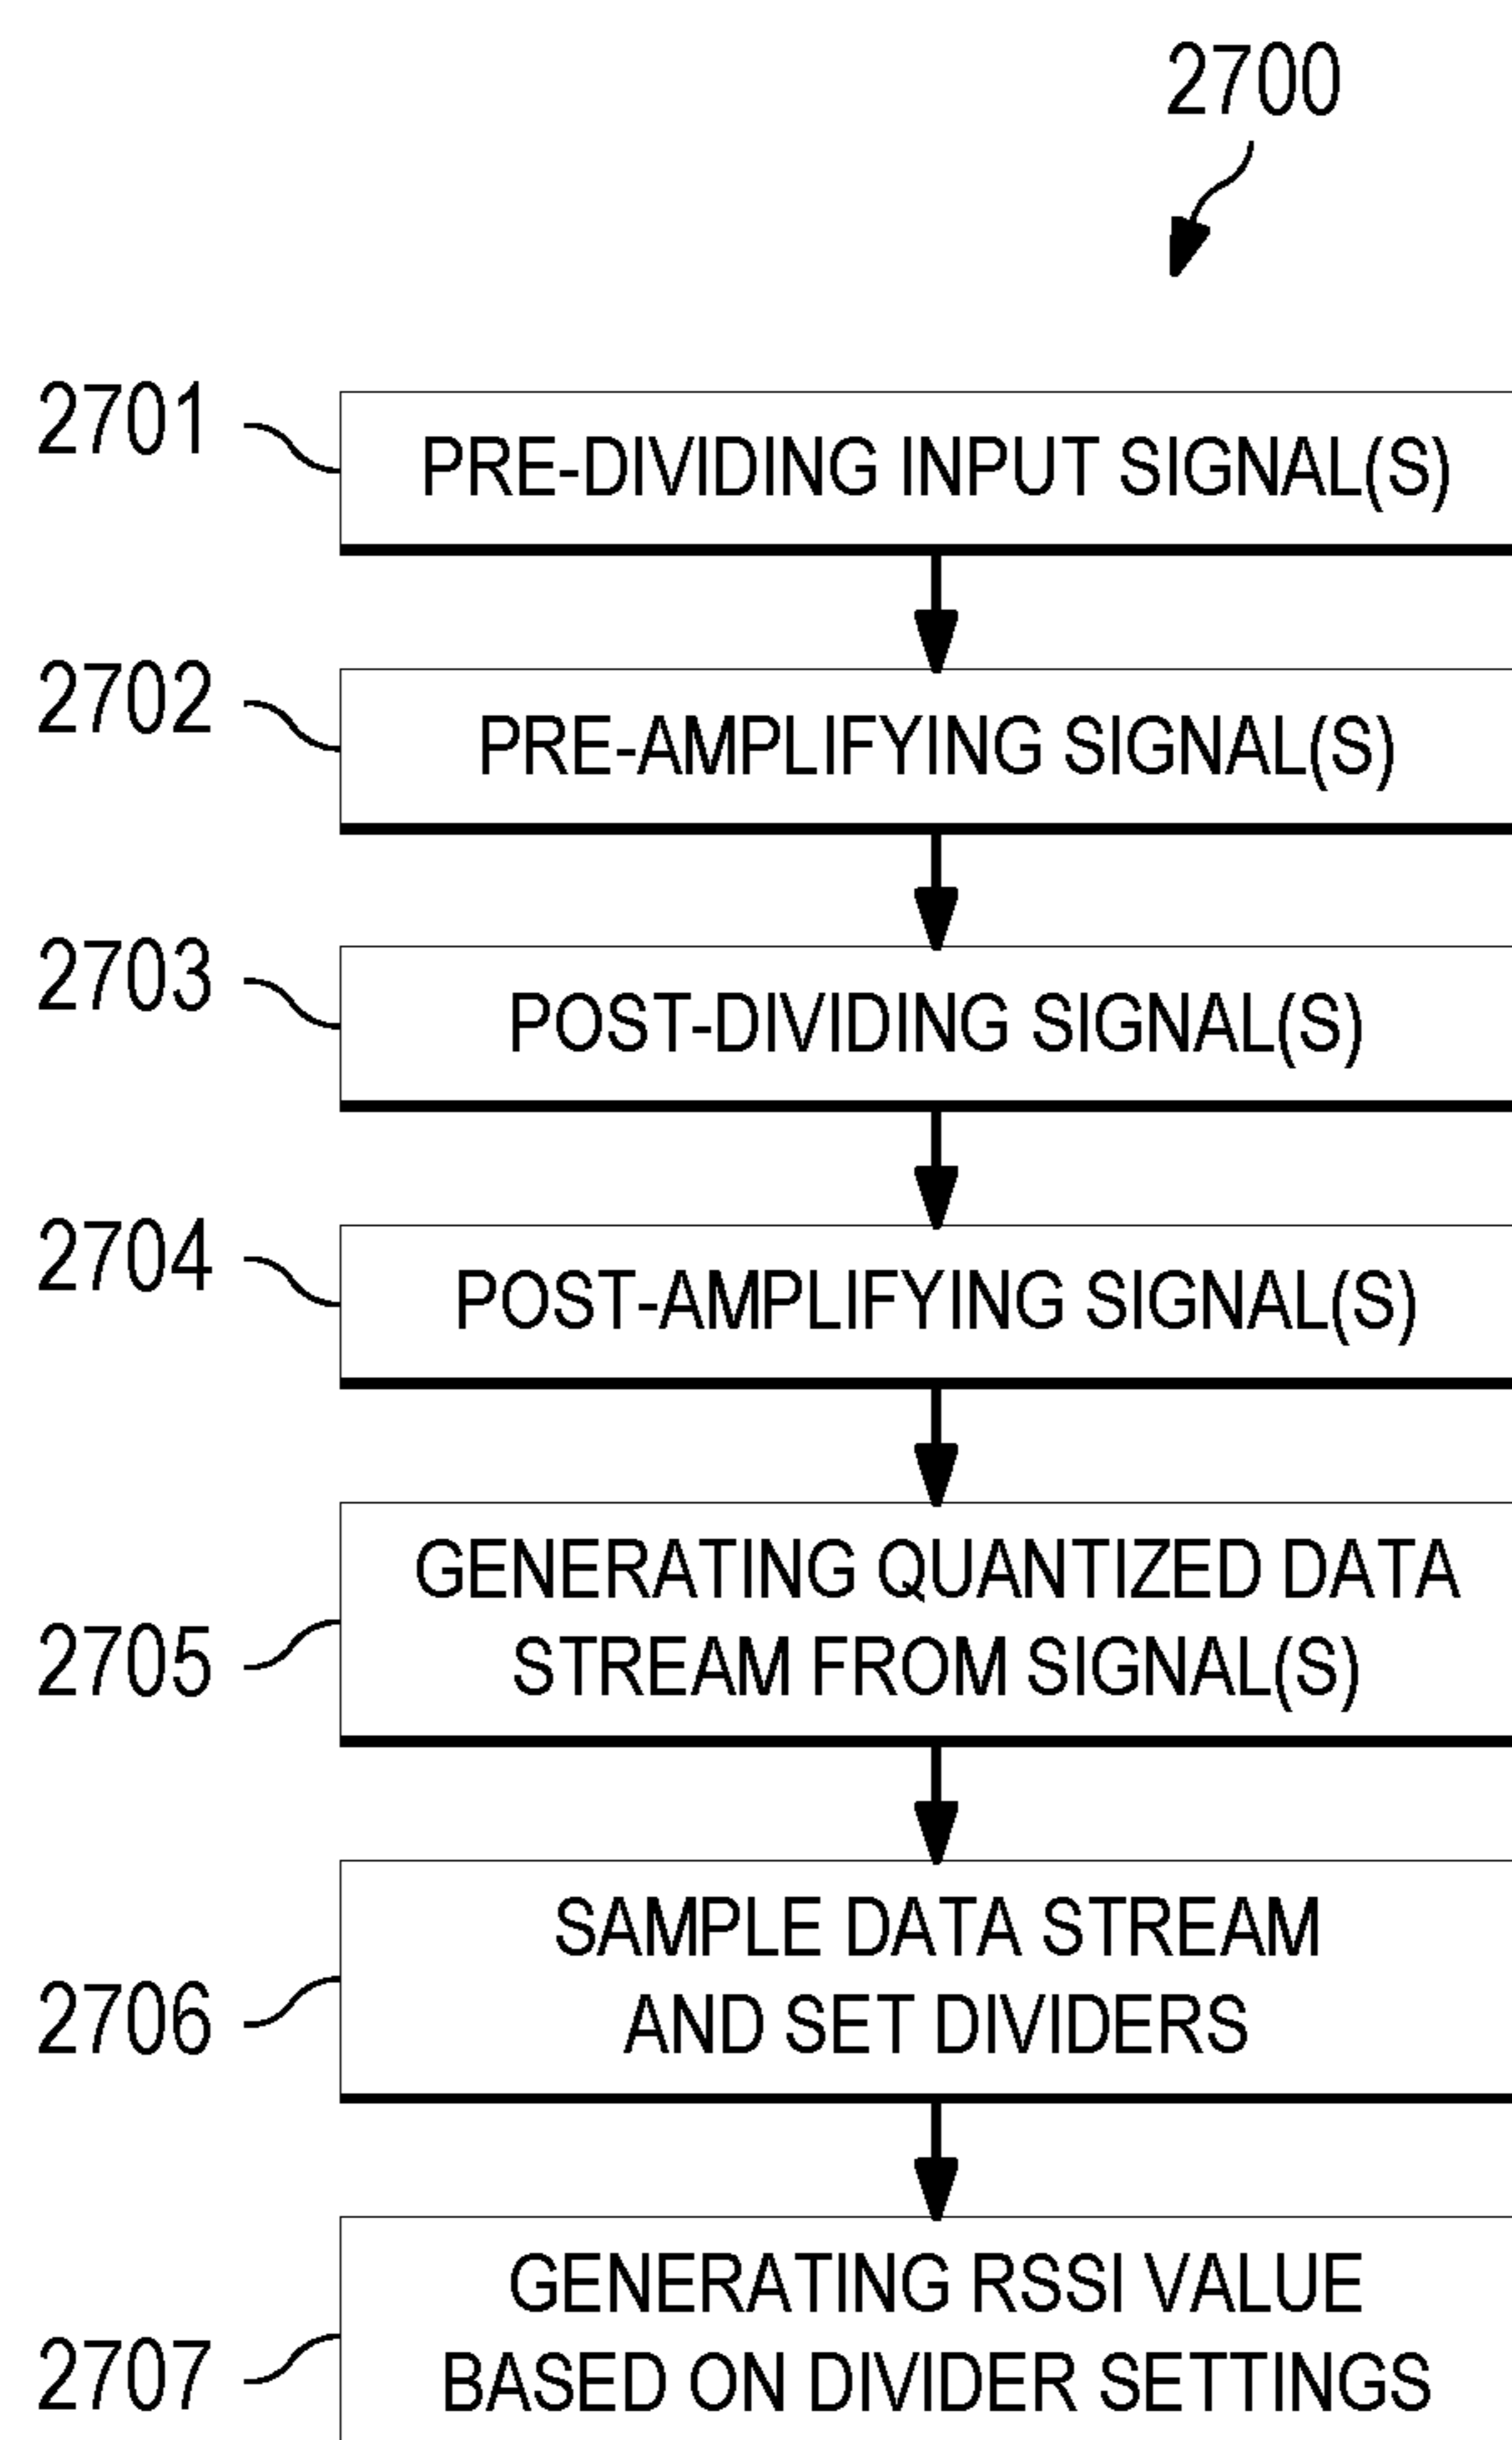 2700
2701
PRE-DIVIDING INPUT SIGNAL(S)
2702
PRE-AMPLIFYING SIGNAL(S)
2703
POST-DIVIDING SIGNAL(S)
2704
POST-AMPLIFYING SIGNAL(S)
2705
GENERATING QUANTIZED DATA
STREAM FROM SIGNAL(S)
2706
SAMPLE DATA STREAM
AND SET DIVIDERS
2707
GENERATING RSSI VALUE
BASED ON DIVIDER SETTINGS